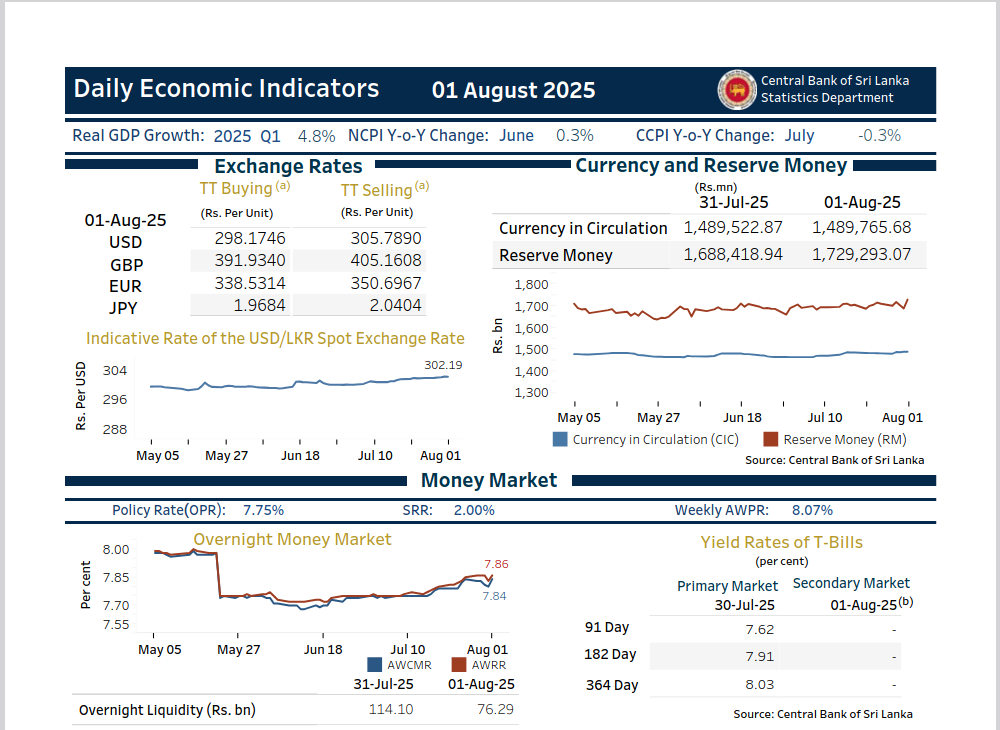 Daily Economic Indicators 01 August 2025
Central Bank of Sri Lanka
Statistics Department
Real GDP Growth: 2025 Q1 4.8% NCPI Y-o-Y Change: June 0.3% CCPI Y-o-Y Change: July -0.3%
Exchange Rates
TT Buying (a) TT Selling (a)
01-Aug-25 (Rs. Per Unit) (Rs. Per Unit)
USD 298.1746 305.7890
GBP 391.9340 405.1608
EUR 338.5314 350.6967
JPY 1.9684 2.0404
Indicative Rate of the USD/LKR Spot Exchange Rate
302.19
Rs. Per USD
304
296
288
May 05 May 27 Jun 18 Jul 10 Aug 01
Currency and Reserve Money
(Rs.mn)
31-Jul-25 01-Aug-25
Currency in Circulation 1,489,522.87 1,489,765.68
Reserve Money 1,688,418.94 1,729,293.07
Rs. bn
1,800
1,700
1,600
1,500
1,400
1,300
May 05 May 27 Jun 18 Jul 10 Aug 01
Currency in Circulation (CIC) Reserve Money (RM)
Source: Central Bank of Sri Lanka
Money Market
Policy Rate(OPR): 7.75% SRR: 2.00% Weekly AWPR: 8.07%
Overnight Money Market
Per cent
8.00
7.85
7.70
7.55
7.86
7.84
May 05 May 27 Jun 18 Jul 10 Aug 01
AWCMR AWRR
31-Jul-25 01-Aug-25
Overnight Liquidity (Rs. bn) 114.10 76.29
Yield Rates of T-Bills
(per cent)
Primary Market Secondary Market
30-Jul-25 01-Aug-25(b)
91 Day 7.62 -
182 Day 7.91 -
364 Day 8.03 -
Source: Central Bank of Sri Lanka